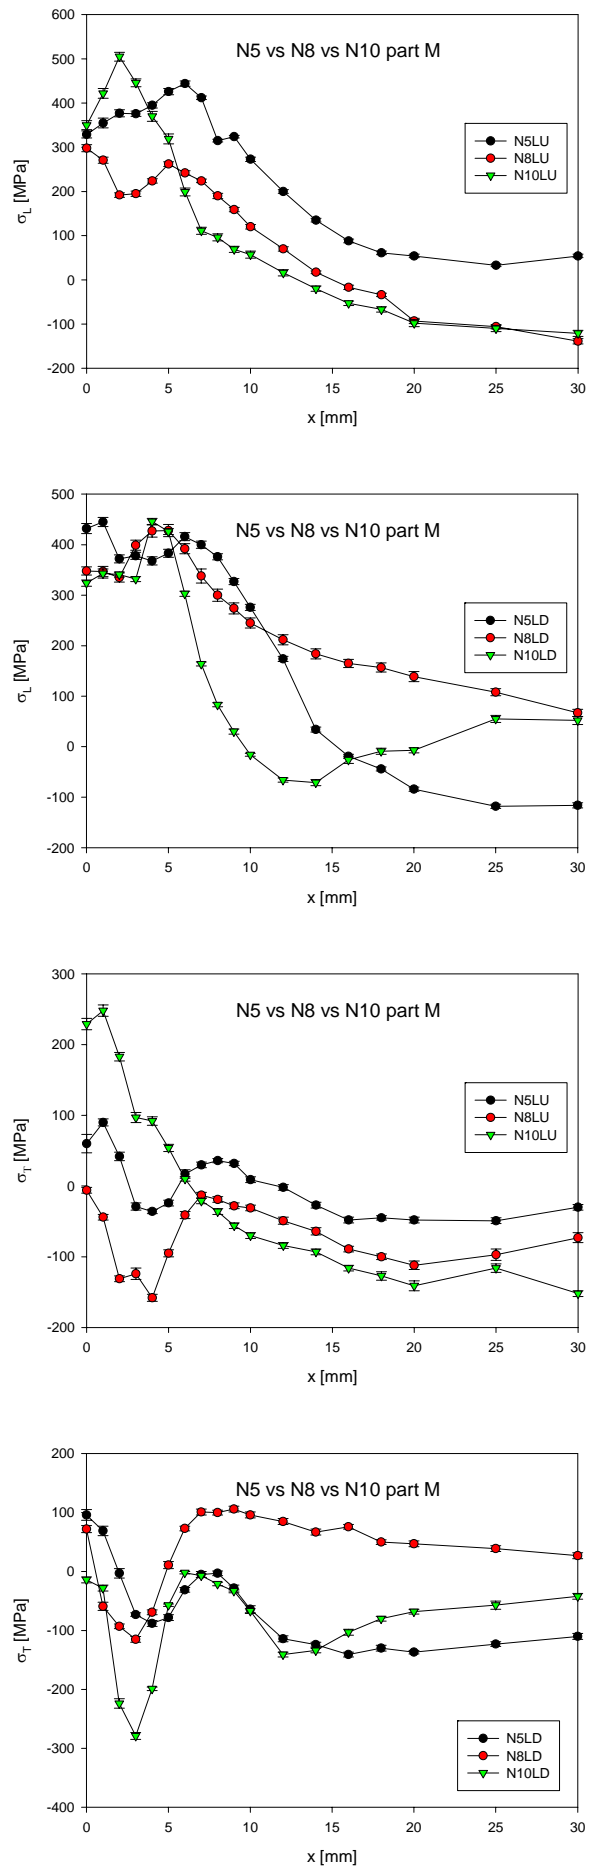 N5 vs N8 vs N10 part M
600
500
400
300
200
100
0
-100
-200
σL [MPa]
N5LU
N8LU
N10LU
0 5 10 15 20 25 30
x [mm]
N5 vs N8 vs N10 part M
500
400
300
200
100
0
-100
-200
σL [MPa]
N5LD
N8LD
N10LD
0 5 10 15 20 25 30
x [mm]
N5 vs N8 vs N10 part M
300
200
100
0
-100
-200
σT [MPa]
N5LU
N8LU
N10LU
0 5 10 15 20 25 30
x [mm]
N5 vs N8 vs N10 part M
200
100
0
-100
-200
-300
-400
σT [MPa]
N5LD
N8LD
N10LD
0 5 10 15 20 25 30
x [mm]